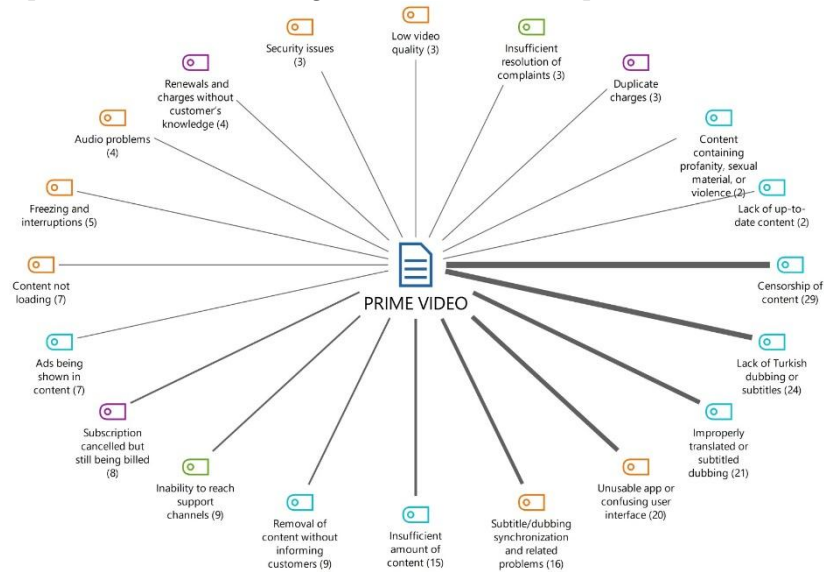 Low video
quality (3)
Security issues
(3)
Insufficient
resolution of
complaints (3)
Renewals and
charges without
customer's
knowledge (4)
Duplicate
charges (3)
Audio problems
(4)
Content
containing
profanity, sexual
material, or
violence (2)
Freezing and
interruptions (5)
Lack of up-to-
date content (2)
Content not
loading (7)
PRIME VIDEO
Censorship of
content (29)
Ads being
shown in
content (7)
Lack of Turkish
dubbing or
subtitles (24)
Subscription
cancelled but
still being billed
(8)
Improperly
translated or
subtitled
dubbing (21)
Inability to reach
support
channels (9)
Unusable app or
confusing user
interface (20)
Removal of
content without
informing
customers (9)
Insufficient
amount of
content (15)
Subtitle/dubbing
synchronization
and related
problems (16)